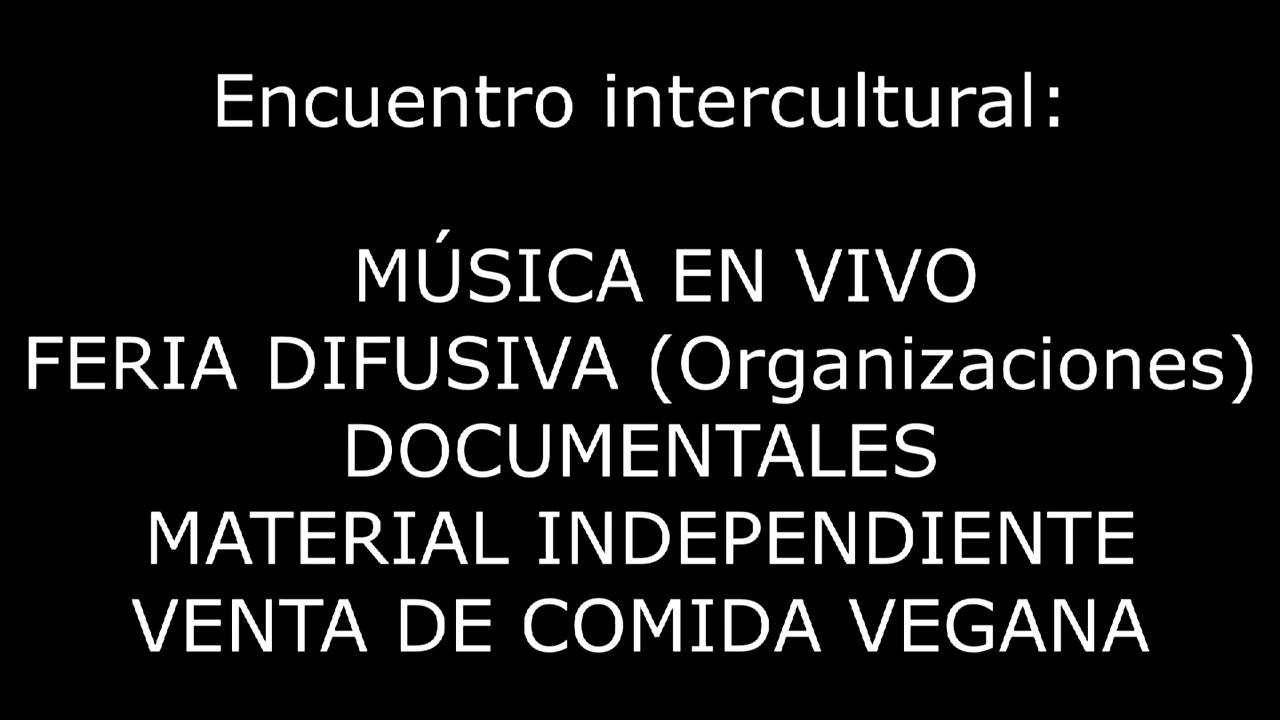 Encuentro intercultural:
MÚSICA EN VIVO
FERIA DIFUSIVA (Organizaciones)
DOCUMENTALES
MATERIAL INDEPENDIENTE
VENTA DE COMIDA VEGANA